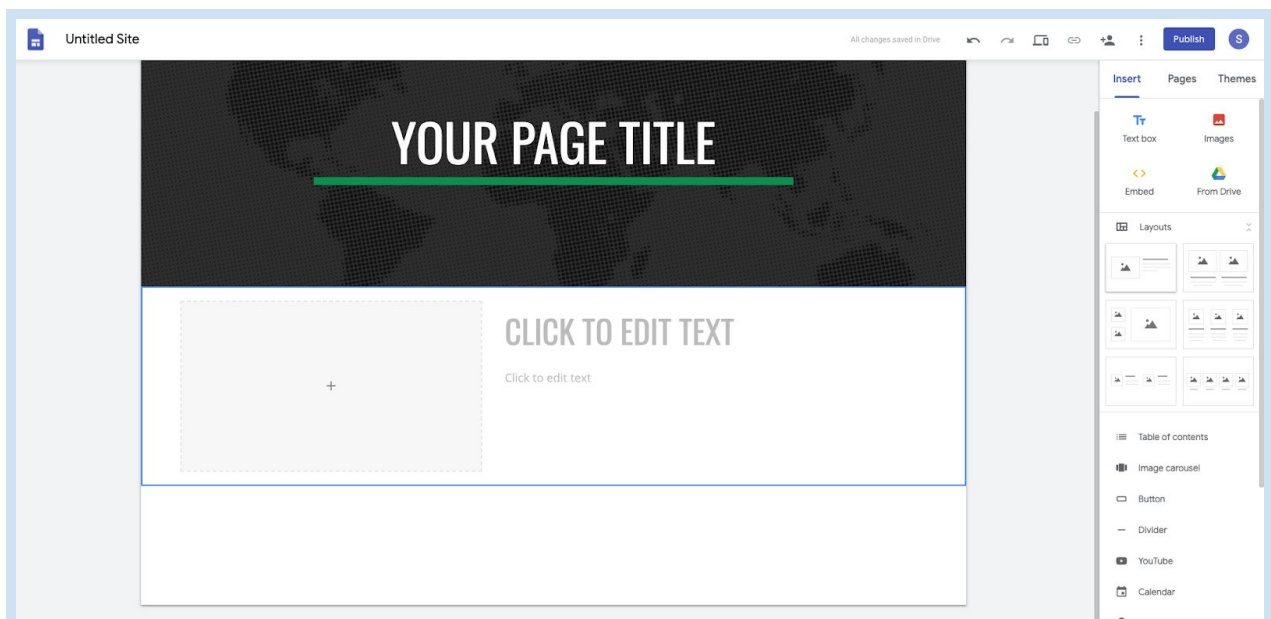 Untitled Site
All changes saved in Drive
Publish
S
Insert Pages Themes
YOUR PAGE TITLE
Text box Images
Embed From Drive
Layouts
CLICK TO EDIT TEXT
Click to edit text
Table of contents
Image carousel
Button
Divider
YouTube
Calendar